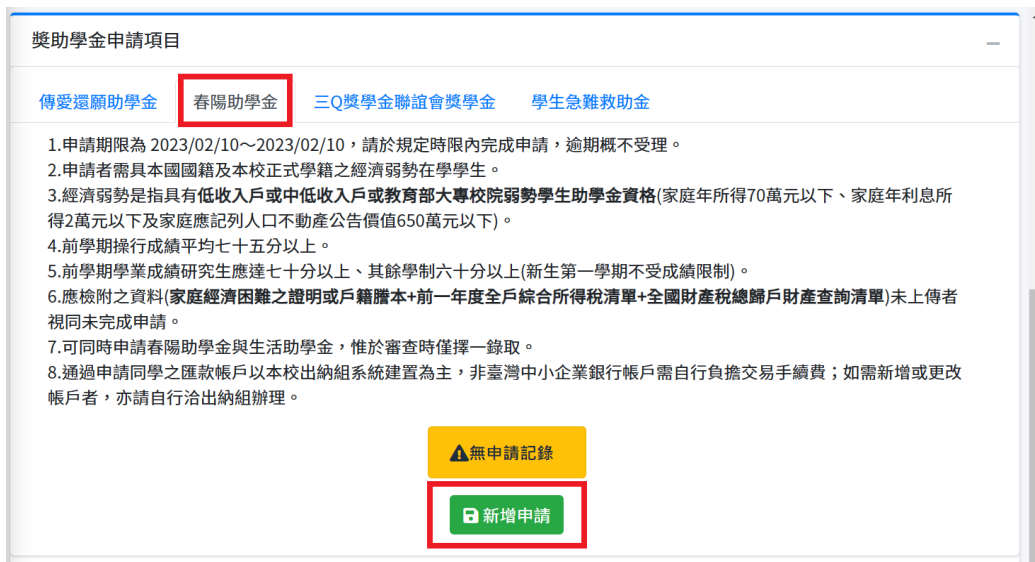 獎助學金申請項目
傳愛還願助學金 春陽助學金 三Q獎學金聯誼會獎學金 學生急難救助金
1.申請期限為 2023/02/10～2023/02/10，請於規定時限內完成申請，逾期概不受理。
2.申請者需具本國國籍及本校正式學籍之經濟弱勢在學學生。
3.經濟弱勢是指具有低收入戶或中低收入戶或教育部大專校院弱勢學生助學金資格(家庭年所得70萬元以下、家庭年利息所
得2萬元以下及家庭應記列人口不動產公告價值650萬元以下)。
4.前學期操行成績平均七十五分以上。
5.前學期學業成績研究生應達七十分以上、其餘學制六十分以上(新生第一學期不受成績限制)。
6.應檢附之資料(家庭經濟困難之證明或戶籍謄本+前一年度全戶綜合所得稅清單+全國財產稅總歸戶財產查詢清單)未上傳者
視同未完成申請。
7.可同時申請春陽助學金與生活助學金，惟於審查時僅擇一錄取。
8.通過申請同學之匯款帳戶以本校出納組系統建置為主，非臺灣中小企業銀行帳戶需自行負擔交易手續費；如需新增或更改
帳戶者，亦請自行洽出納組辦理。
無申請記錄
新增申請